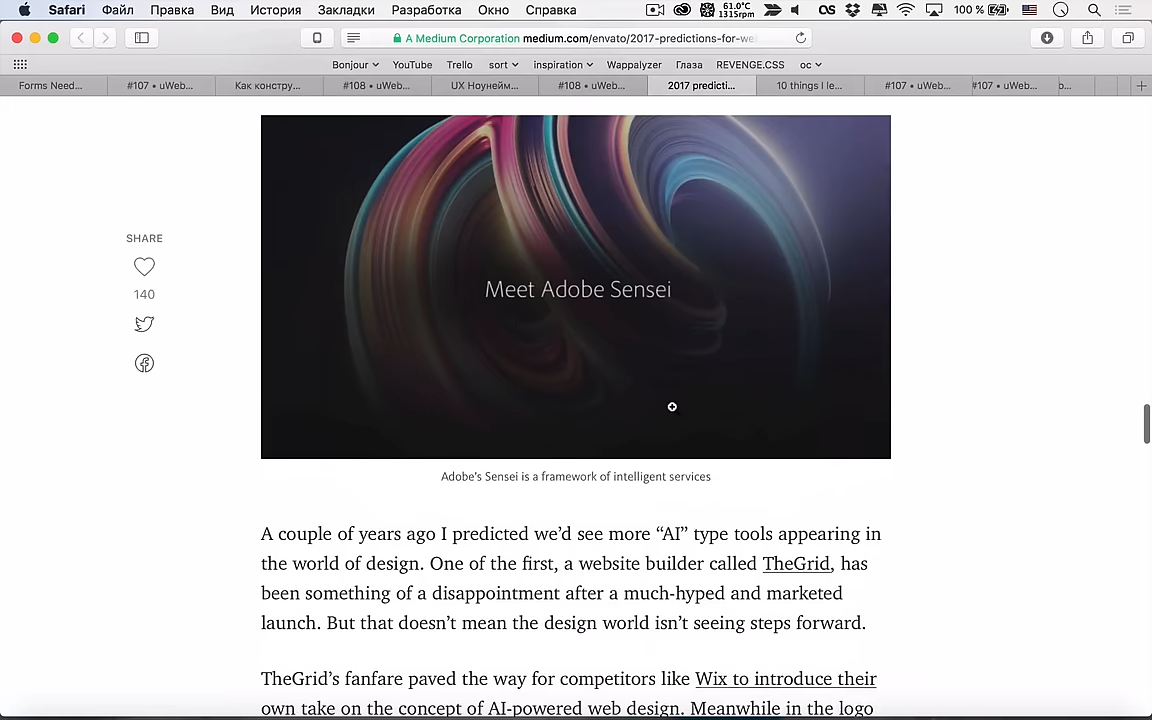 Safari Файл Правка Вид История Закладки Разработка Окно Справка 61.0°C 1315rpm 100 %
A Medium Corporation medium.com/envato/2017-predictions-for-we
Bonjour YouTube Trello sort inspiration Wappalyzer Глаза REVENGE.CSS ос
Forms Need... #107 • uWeb... Как констру... #108 • uWeb... UX Ноунейм... #108 • uWeb... 2017 predicti... 10 things I le... #107 • uWeb... #107 • uWeb... b...
Meet Adobe Sensei
SHARE
140
Adobe's Sensei is a framework of intelligent services
A couple of years ago I predicted we'd see more “AI” type tools appearing in
the world of design. One of the first, a website builder called TheGrid, has
been something of a disappointment after a much-hyped and marketed
launch. But that doesn't mean the design world isn't seeing steps forward.
TheGrid's fanfare paved the way for competitors like Wix to introduce their
own take on the concept of AI-powered web design. Meanwhile in the logo